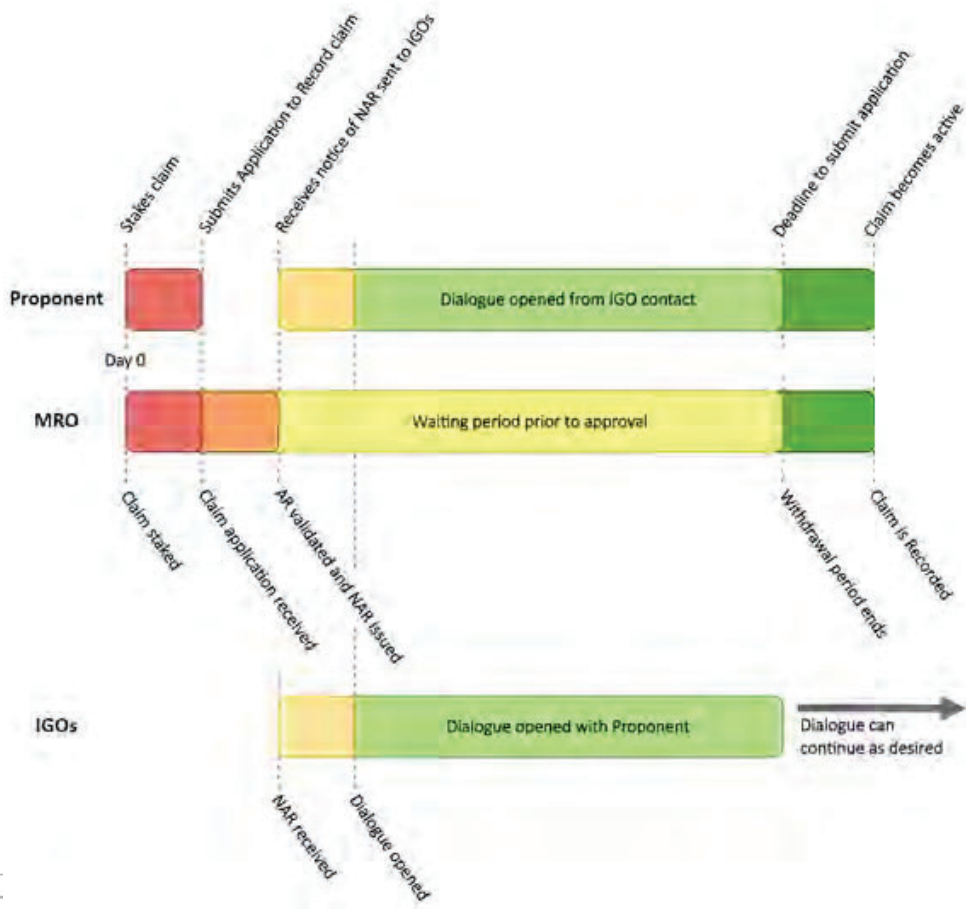 Stakes claim
Submits Application to Record claim
Receives notice of NAR sent to IGOs
Deadline to submit application
Claim becomes active
Proponent
Dialogue opened from IGO contact
Day 0
MRO
Waiting period prior to approval
Claim staked
Claim application received
AR validated and NAR issued
Withdrawal period ends
Claim is Recorded
IGOs
Dialogue opened with Proponent
Dialogue can
continue as desired
NAR received
Dialogue opened